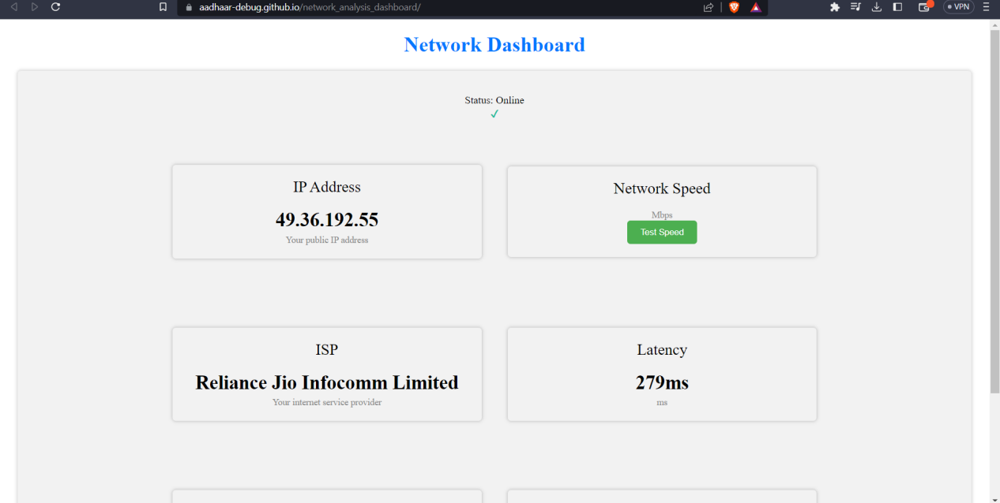 aadhaar-debug.github.io/network_analysis_dashboard/
VPN
Network Dashboard
Status: Online
✓
IP Address
49.36.192.55
Your public IP address
Network Speed
Mbps
Test Speed
ISP
Reliance Jio Infocomm Limited
Your internet service provider
Latency
279ms
ms